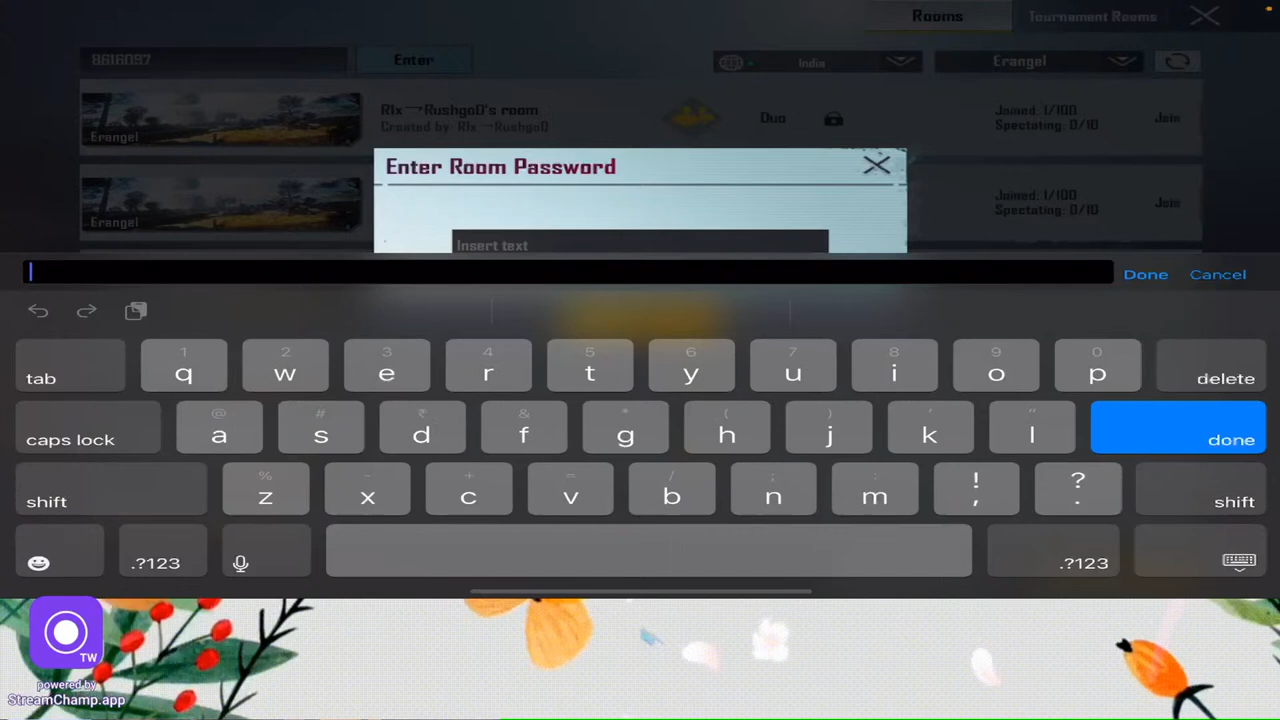 Rooms
Tournament Rooms
8616097
Enter
India
Erangel
R1x→RushgoD's room
Created by: R1x→RushgoD
Duo
Joined: 1/100
Spectating: 0/10
Join
Erangel
Enter Room Password
Joined: 1/100
Spectating: 0/10
Join
Erangel
Insert text
Done
Cancel
1 2 3 4 5 6 7 8 9 0
tab q w e r t y u i o p delete
@ # ₹ & * ( ) ' "
caps lock a s d f g h j k l done
% - + = / ; : ! ?
shift z x c v b n m , . shift
.?123 .?123
TW
powered by
StreamChamp.app